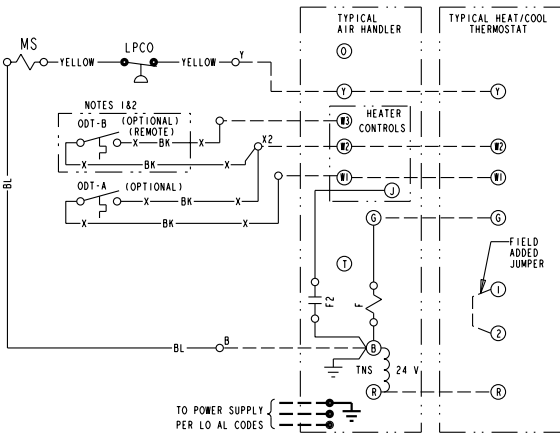 TYPICAL
AIR HANDLER
TYPICAL HEAT/COOL
THERMOSTAT
MS
LPCO
O
YELLOW
YELLOW
Y
Y
Y
NOTES 1&2
ODT-B
(OPTIONAL)
(REMOTE)
HEATER
CONTROLS
W3
X
BK
X
X
X2
W2
W2
X
BK
X
ODT-A
(OPTIONAL)
W1
W1
BL
X
BK
X
J
X
BK
X
G
G
FIELD
ADDED
JUMPER
T
1
F2
F
2
B
BL
B
TNS
24 V
R
R
TO POWER SUPPLY
PER LO AL CODES